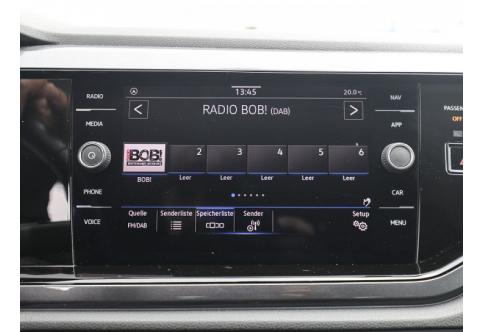 RADIO
MEDIA
PHONE
VOICE
13:45
20.0°C
RADIO BOB! (DAB)
BOB!
2 3 4 5 6
BOB! Leer Leer Leer Leer Leer
Quelle Senderliste Speicherliste Sender Setup
FM/DAB
NAV
APP
CAR
MENU
PASSEN
OFF